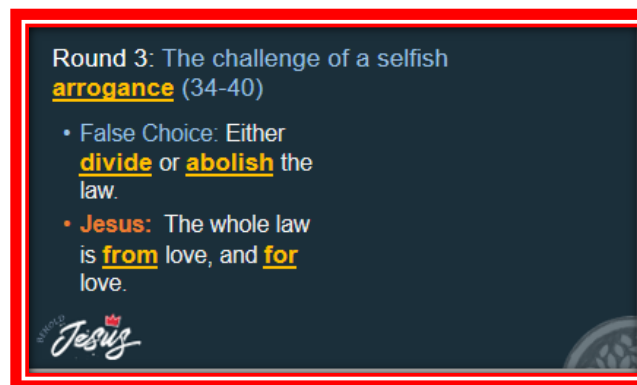 Round 3: The challenge of a selfish
arrogance (34-40)
• False Choice: Either
divide or abolish the
law.
• Jesus: The whole law
is from love, and for
love.
BEHOLD
Jesus